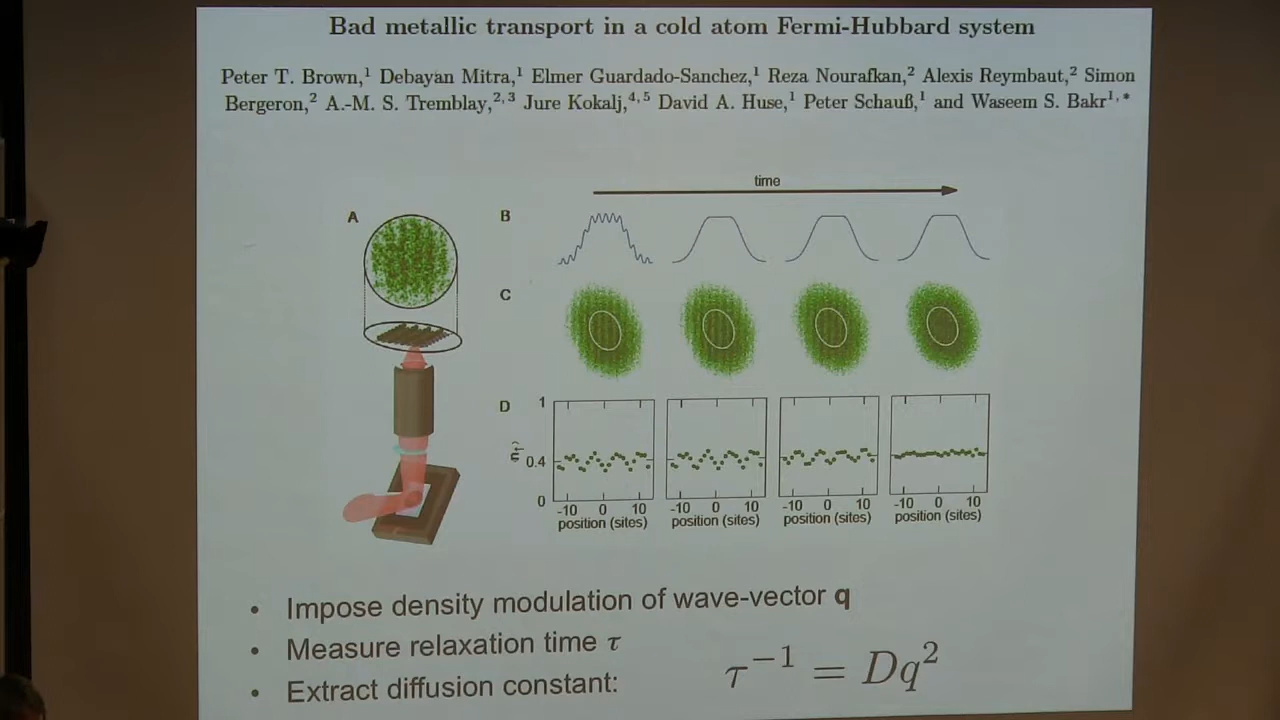 Bad metallic transport in a cold atom Fermi-Hubbard system
Peter T. Brown,¹ Debayan Mitra,¹ Elmer Guardado-Sanchez,¹ Reza Nourafkan,² Alexis Reymbaut,² Simon
Bergeron,² A.-M. S. Tremblay,²,³ Jure Kokalj,⁴,⁵ David A. Huse,¹ Peter Schauß,¹ and Waseem S. Bakr¹,*
time
A
B
C
D
1
0.4
0
-10 0 10 -10 0 10 -10 0 10 -10 0 10
position (sites) position (sites) position (sites) position (sites)
• Impose density modulation of wave-vector q
• Measure relaxation time τ
• Extract diffusion constant: τ⁻¹ = Dq²